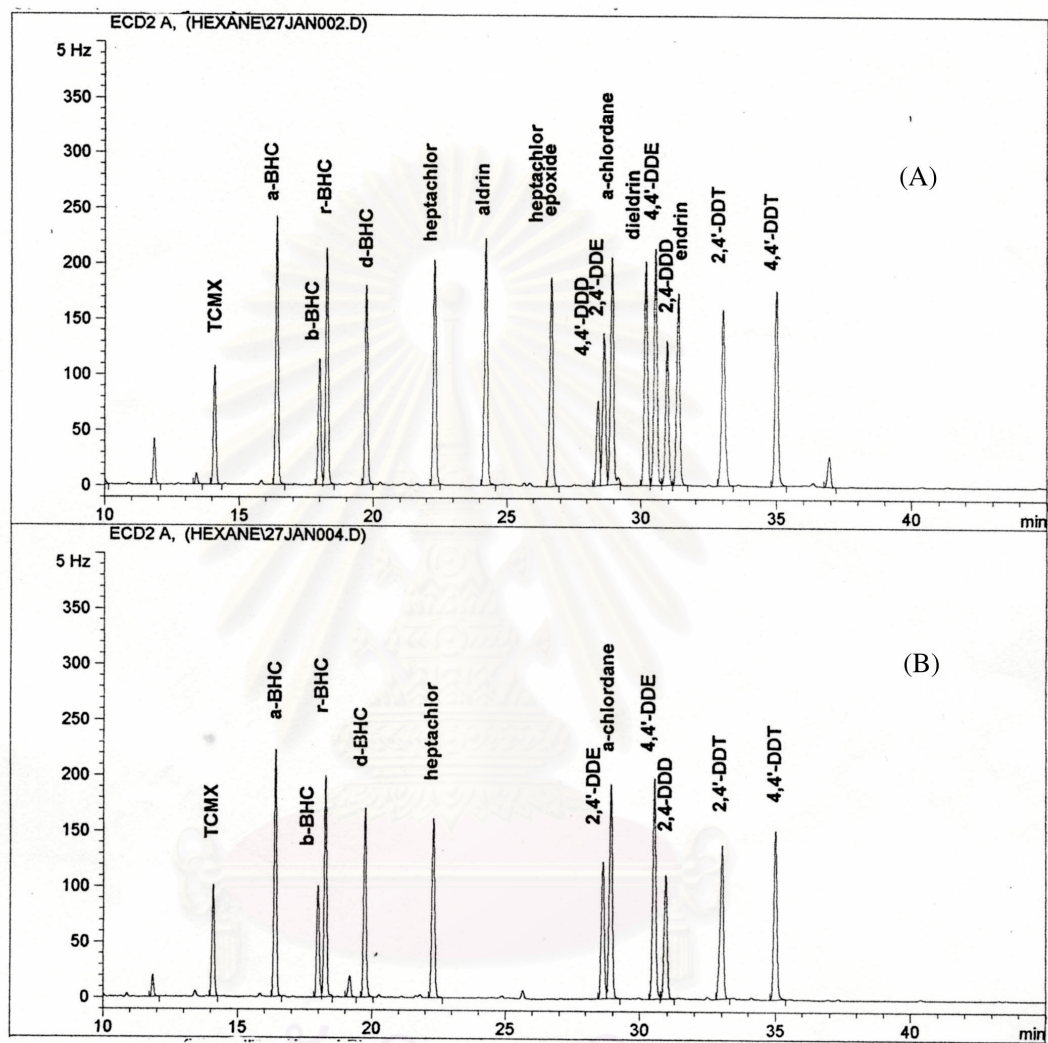 ECD2 A, (HEXANE\27JAN002.D)
5 Hz
350
300
250
200
150
100
50
0
TCMX
a-BHC
b-BHC
r-BHC
d-BHC
heptachlor
aldrin
heptachlor
epoxide
4,4'-DDD
2,4'-DDE
a-chlordane
dieldrin
4,4'-DDE
2,4-DDD
endrin
2,4'-DDT
4,4'-DDT
(A)
10 15 20 25 30 35 40 min
ECD2 A, (HEXANE\27JAN004.D)
5 Hz
350
300
250
200
150
100
50
0
TCMX
a-BHC
b-BHC
r-BHC
d-BHC
heptachlor
2,4'-DDE
a-chlordane
4,4'-DDE
2,4-DDD
2,4'-DDT
4,4'-DDT
(B)
10 15 20 25 30 35 40 min